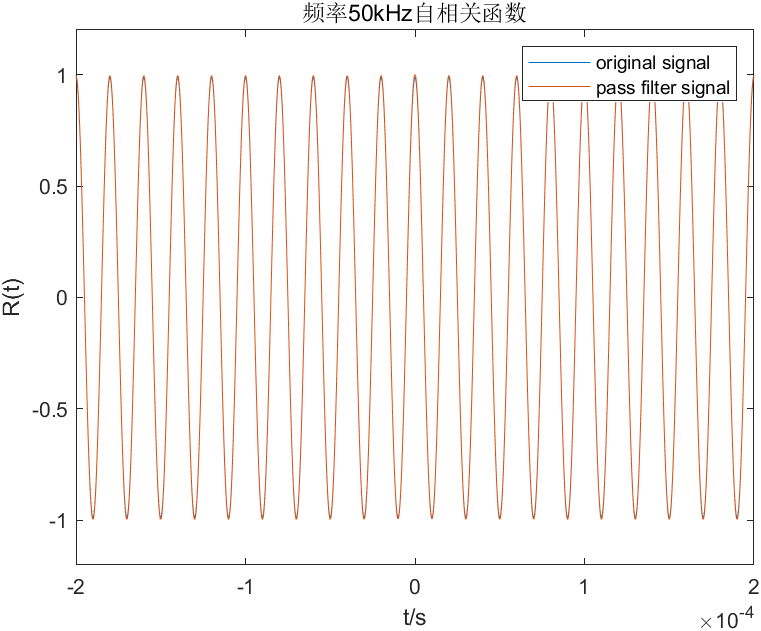 频率50kHz自相关函数
original signal
pass filter signal
1
0.5
0
-0.5
-1
R(t)
-2
-1
0
1
2
t/s
×10-4